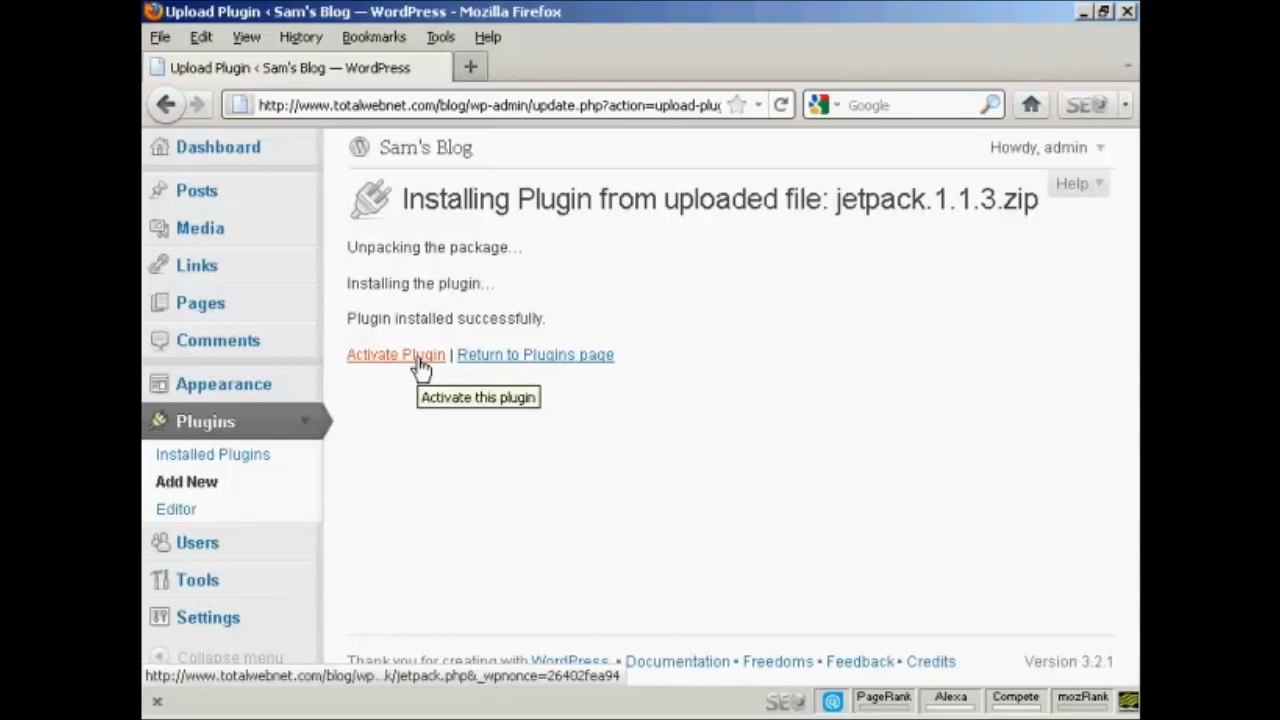 Upload Plugin ‹ Sam's Blog — WordPress - Mozilla Firefox
File Edit View History Bookmarks Tools Help
Upload Plugin ‹ Sam's Blog — WordPress
http://www.totalwebnet.com/blog/wp-admin/update.php?action=upload-plug
Google
SEO
Dashboard
Posts
Media
Links
Pages
Comments
Appearance
Plugins
Installed Plugins
Add New
Editor
Users
Tools
Settings
Collapse menu
Sam's Blog
Howdy, admin
Help
Installing Plugin from uploaded file: jetpack.1.1.3.zip
Unpacking the package…
Installing the plugin…
Plugin installed successfully.
Activate Plugin | Return to Plugins page
Activate this plugin
Thank you for creating with WordPress. • Documentation • Freedoms • Feedback • Credits
Version 3.2.1
http://www.totalwebnet.com/blog/wp...k/jetpack.php&_wpnonce=26402fea94
SEO PageRank Alexa Compete mozRank